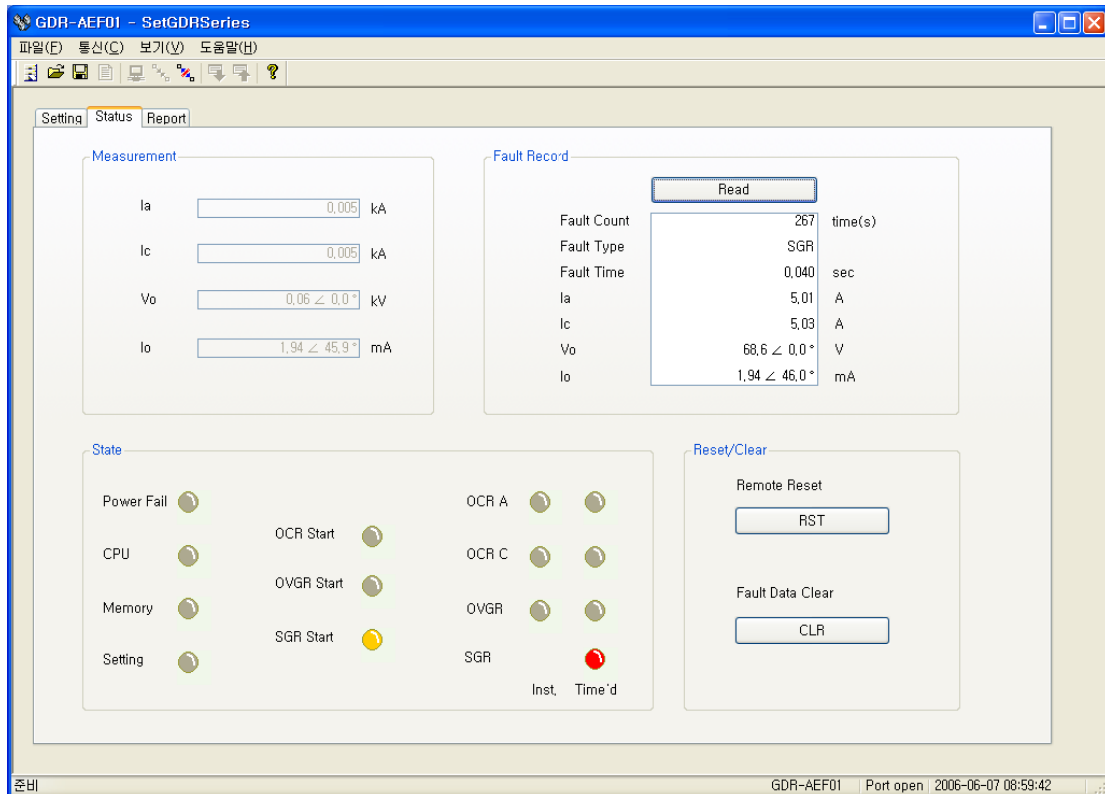 GDR-AEF01 - SetGDRSeries
파일(F) 통신(C) 보기(V) 도움말(H)
Setting Status Report
Measurement
Ia 0,005 kA
Ic 0,005 kA
Vo 0,06 ∠ 0,0 ° kV
Io 1,94 ∠ 45,9 ° mA
Fault Record
Read
Fault Count 267 time(s)
Fault Type SGR
Fault Time 0,040 sec
Ia 5,01 A
Ic 5,03 A
Vo 68,6 ∠ 0,0 ° V
Io 1,94 ∠ 46,0 ° mA
State
Power Fail
CPU
Memory
Setting
OCR Start
OVGR Start
SGR Start
OCR A
OCR C
OVGR
SGR
Inst, Time'd
Reset/Clear
Remote Reset
RST
Fault Data Clear
CLR
준비 GDR-AEF01 Port open 2006-06-07 08:59:42